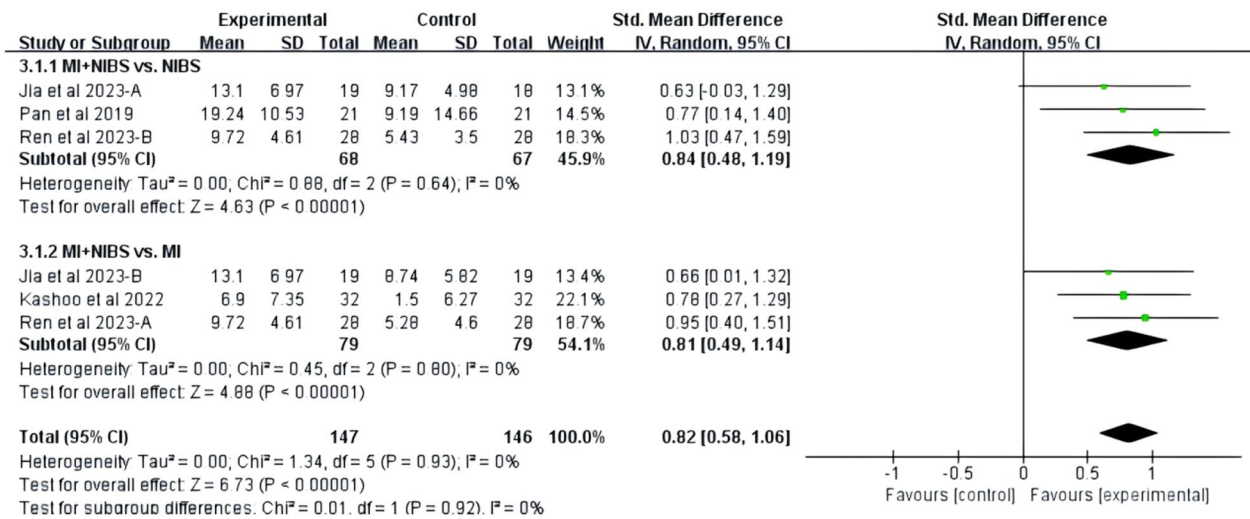 Experimental Control Std. Mean Difference Std. Mean Difference
Study or Subgroup Mean SD Total Mean SD Total Weight IV, Random, 95% CI IV, Random, 95% CI
3.1.1 MI+NIBS vs. NIBS
Jia et al 2023-A 13.1 6.97 19 9.17 4.98 18 13.1% 0.63 [-0.03, 1.29]
Pan et al 2019 19.24 10.53 21 9.19 14.66 21 14.5% 0.77 [0.14, 1.40]
Ren et al 2023-B 9.72 4.61 28 5.43 3.5 28 18.3% 1.03 [0.47, 1.59]
Subtotal (95% CI) 68 67 45.9% 0.84 [0.48, 1.19]
Heterogeneity: Tau² = 0.00; Chi² = 0.88, df = 2 (P = 0.64); I² = 0%
Test for overall effect: Z = 4.63 (P < 0.00001)
3.1.2 MI+NIBS vs. MI
Jia et al 2023-B 13.1 6.97 19 8.74 5.82 19 13.4% 0.66 [0.01, 1.32]
Kashoo et al 2022 6.9 7.35 32 1.5 6.27 32 22.1% 0.78 [0.27, 1.29]
Ren et al 2023-A 9.72 4.61 28 5.28 4.6 28 18.7% 0.95 [0.40, 1.51]
Subtotal (95% CI) 79 79 54.1% 0.81 [0.49, 1.14]
Heterogeneity: Tau² = 0.00; Chi² = 0.45, df = 2 (P = 0.80); I² = 0%
Test for overall effect: Z = 4.88 (P < 0.00001)
Total (95% CI) 147 146 100.0% 0.82 [0.58, 1.06]
Heterogeneity: Tau² = 0.00; Chi² = 1.34, df = 5 (P = 0.93); I² = 0%
Test for overall effect: Z = 6.73 (P < 0.00001)
Test for subgroup differences: Chi² = 0.01, df = 1 (P = 0.92), I² = 0%
-1 -0.5 0 0.5 1
Favours [control] Favours [experimental]